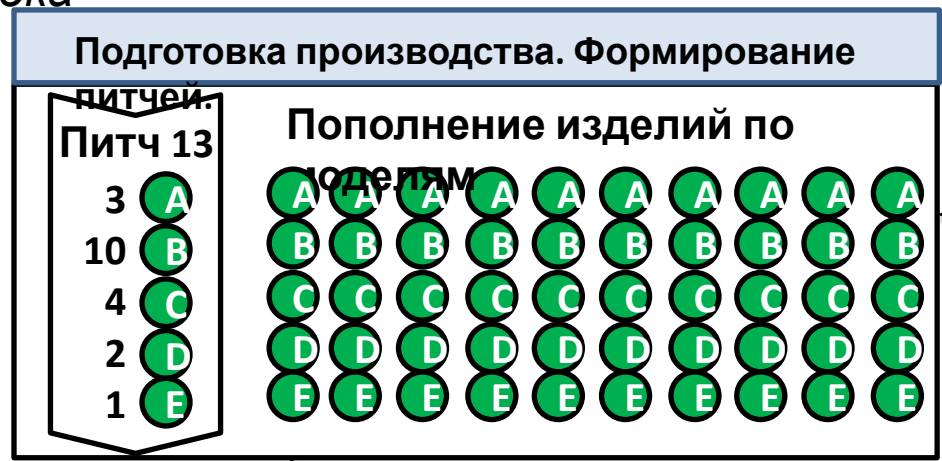 Подготовка производства. Формирование
питчей.
Питч 13
3 A
10 B
4 C
2 D
1 E
Пополнение изделий по
моделям
A A A A A A A A A A
B B B B B B B B B B
C C C C C C C C C C
D D D D D D D D D D
E E E E E E E E E E